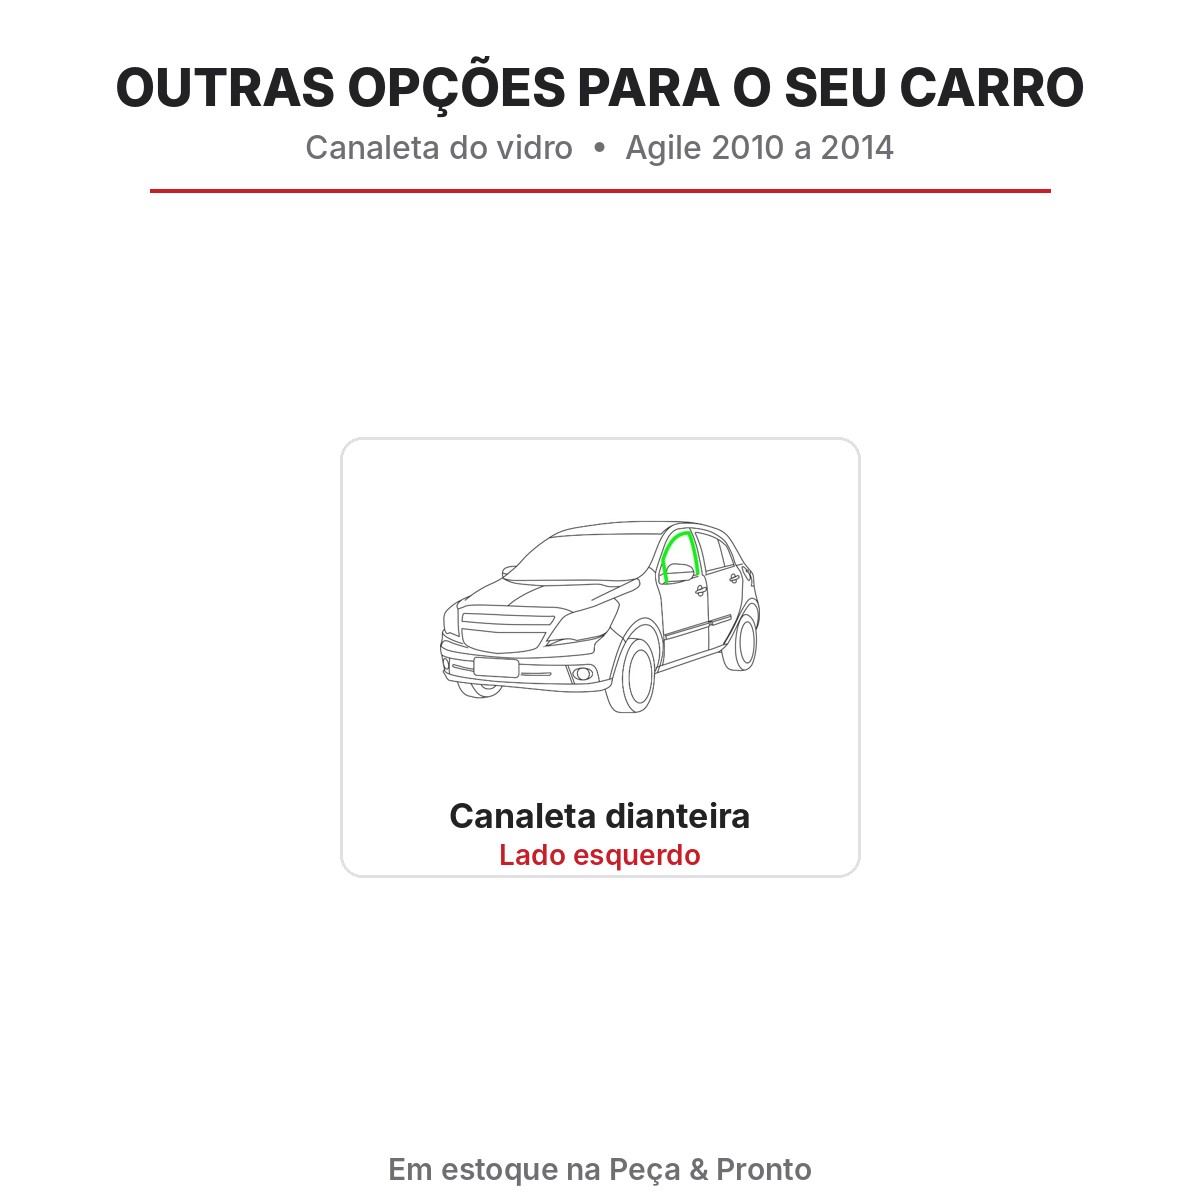 OUTRAS OPÇÕES PARA O SEU CARRO
Canaleta do vidro • Agile 2010 a 2014
Canaleta dianteira
Lado esquerdo
Em estoque na Peça & Pronto